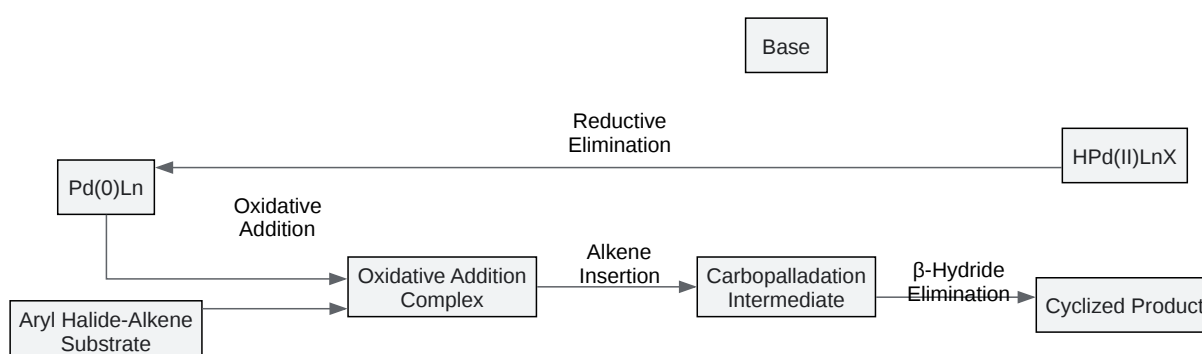 Base
Reductive
Elimination
HPd(II)LnX
Pd(0)Ln
Oxidative
Addition
Oxidative Addition
Complex
Alkene
Insertion
Carbopalladation
Intermediate
β-Hydride
Elimination
Cyclized Product
Aryl Halide-Alkene
Substrate